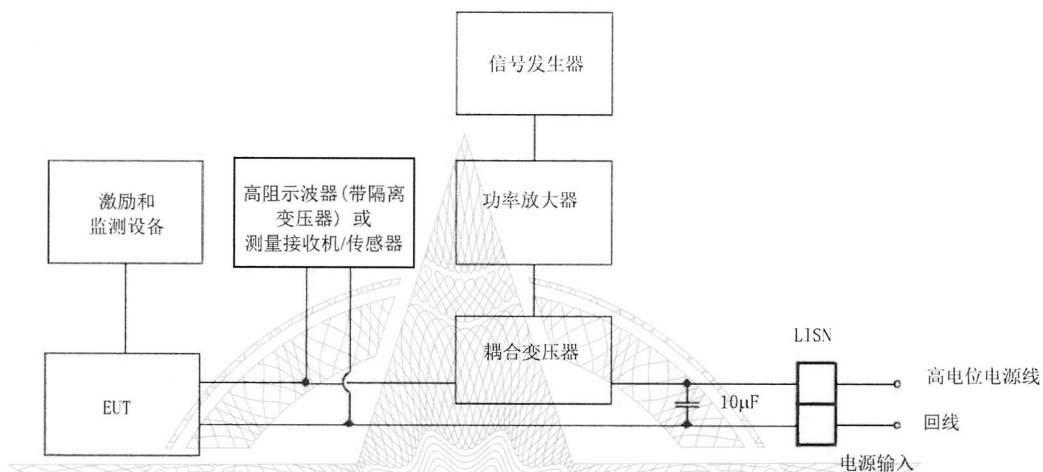 信号发生器
激励和
监测设备
高阻示波器(带隔离
变压器) 或
测量接收机/传感器
功率放大器
耦合变压器
LISN
EUT
10μF
高电位电源线
回线
电源输入